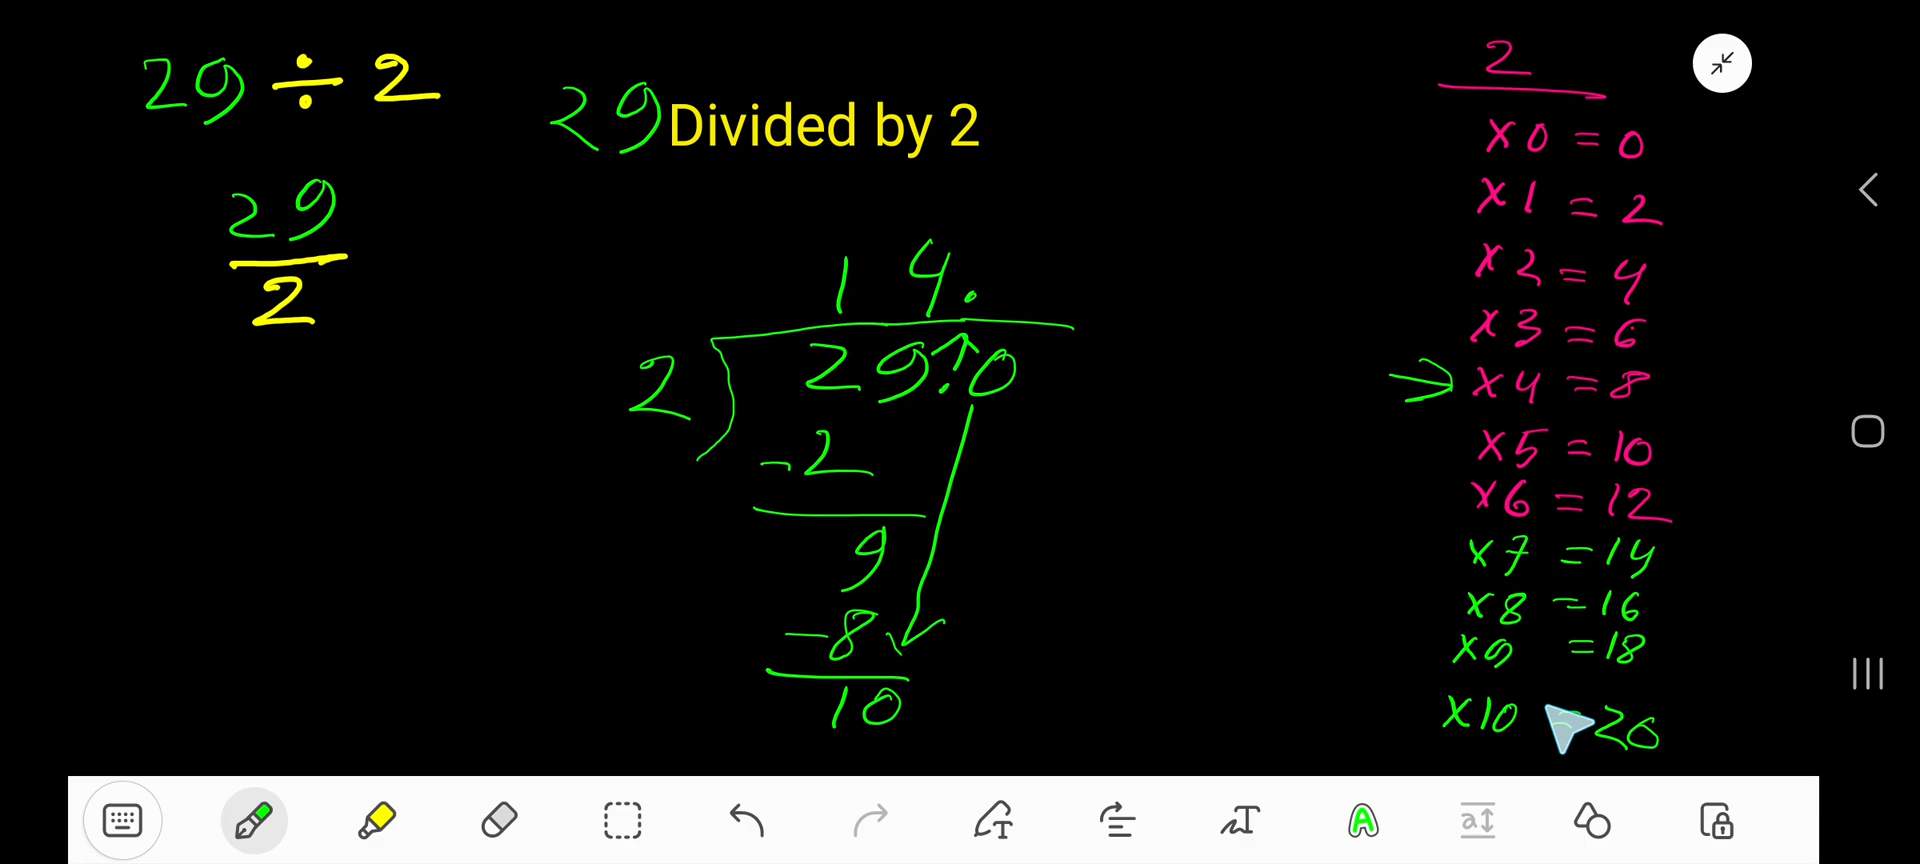 29 ÷ 2
29 Divided by 2
29
2
1 4.
2 29.0
-2
9
-8
10
2
x0 = 0
x1 = 2
x2 = 4
x3 = 6
x4 = 8
x5 = 10
x6 = 12
x7 = 14
x8 = 16
x9 = 18
x10 = 20
T T A a